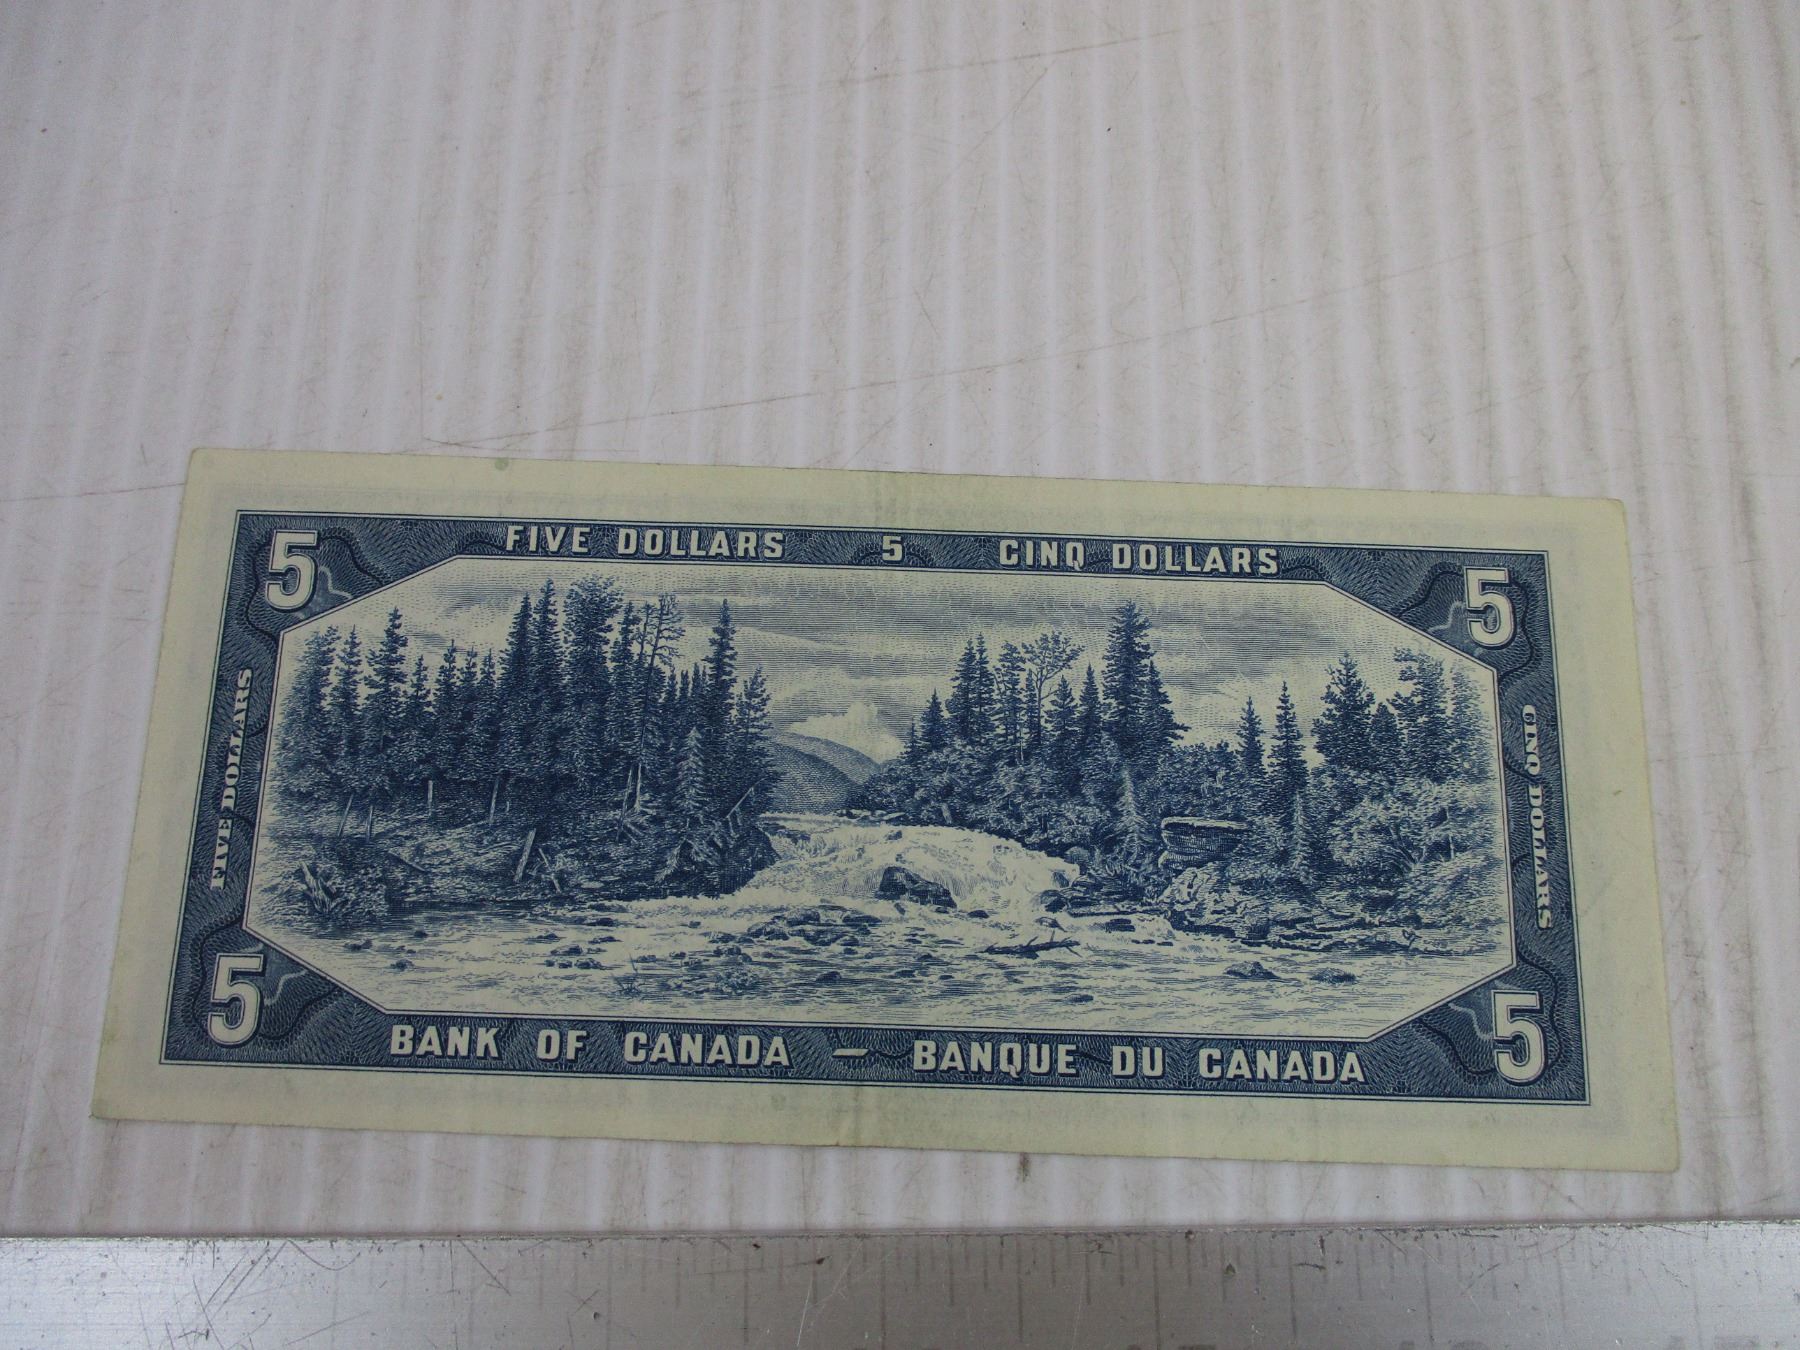 FIVE DOLLARS 5 CINQ DOLLARS
5 5
FIVE DOLLARS
CINQ DOLLARS
5 5
BANK OF CANADA — BANQUE DU CANADA